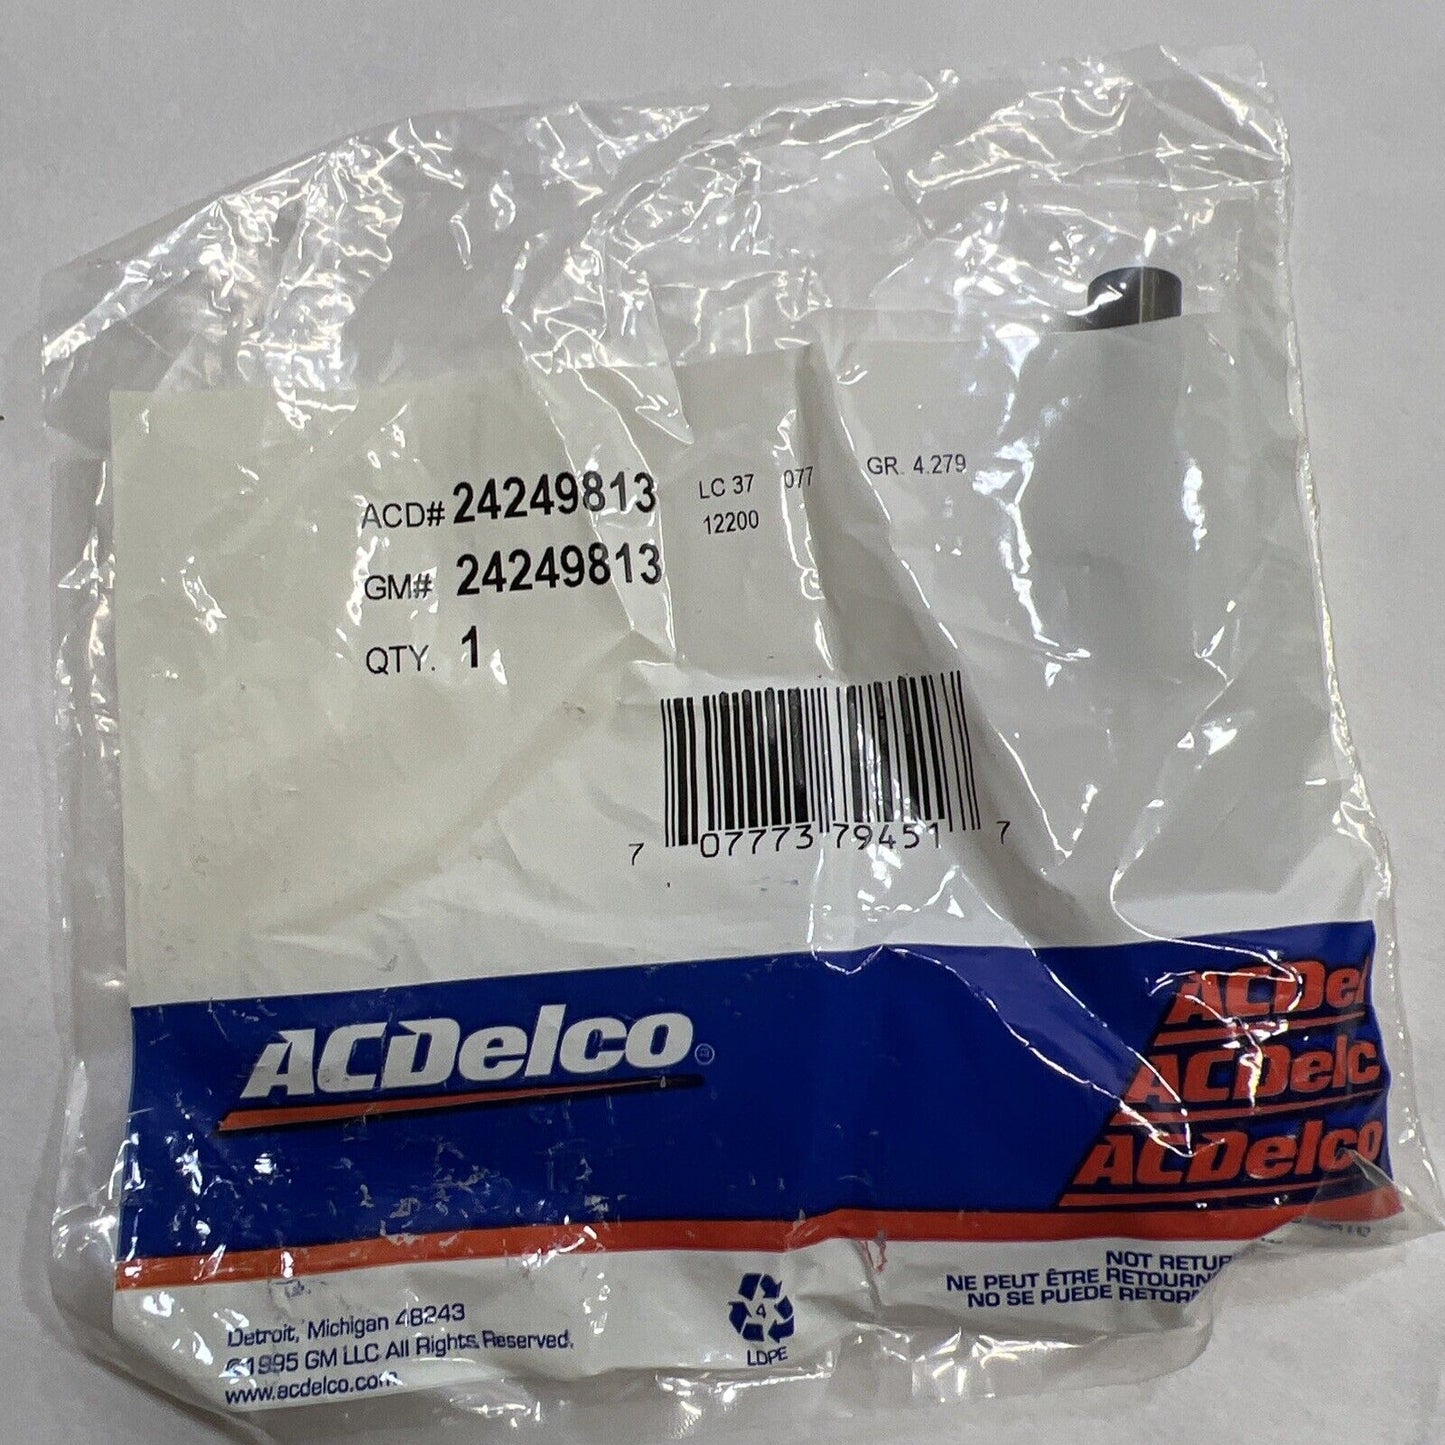 ACD# 24249813 LC 37 077 GR. 4.279
12200
GM# 24249813
QTY. 1
7 07773 79451 7
ACDelco ®
ACDel
ACDelc
ACDelco
NOT RETUR
NE PEUT ÊTRE RETOURN
NO SE PUEDE RETOR
Detroit, Michigan 48243
©1995 GM LLC All Rights Reserved.
www.acdelco.com
4
LDPE